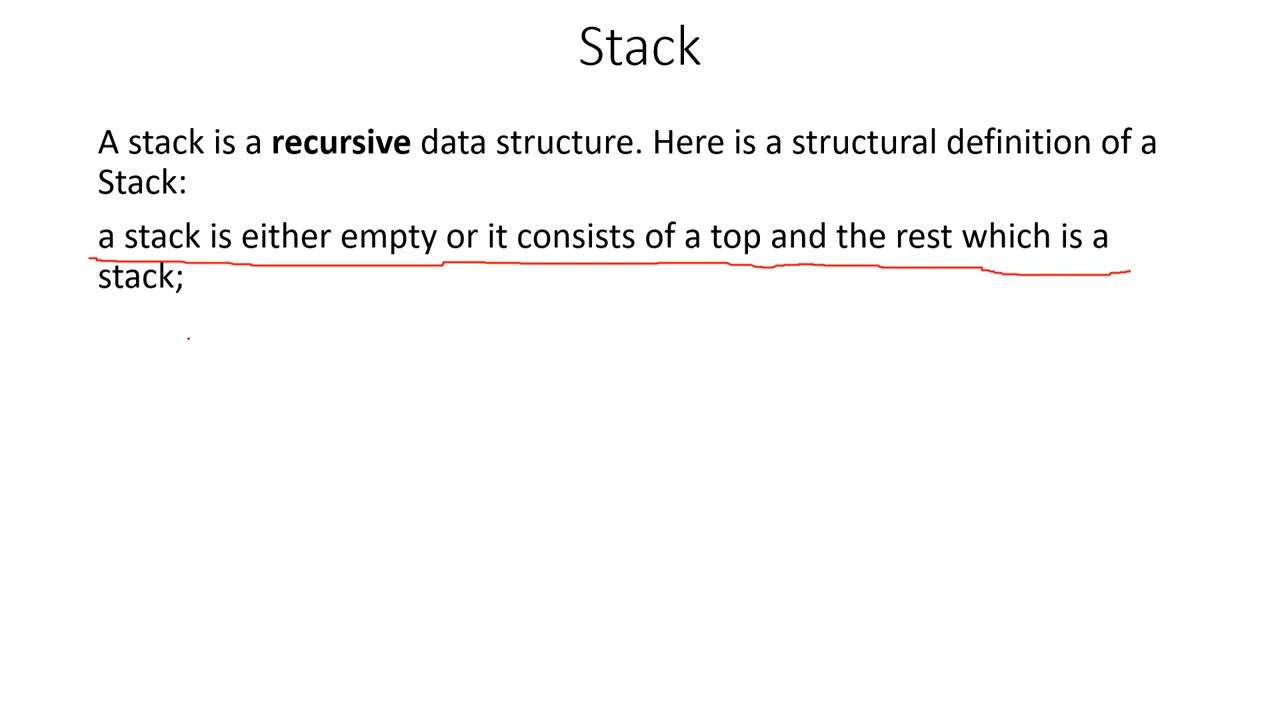 Stack
A stack is a recursive data structure. Here is a structural definition of a
Stack:
a stack is either empty or it consists of a top and the rest which is a
stack;